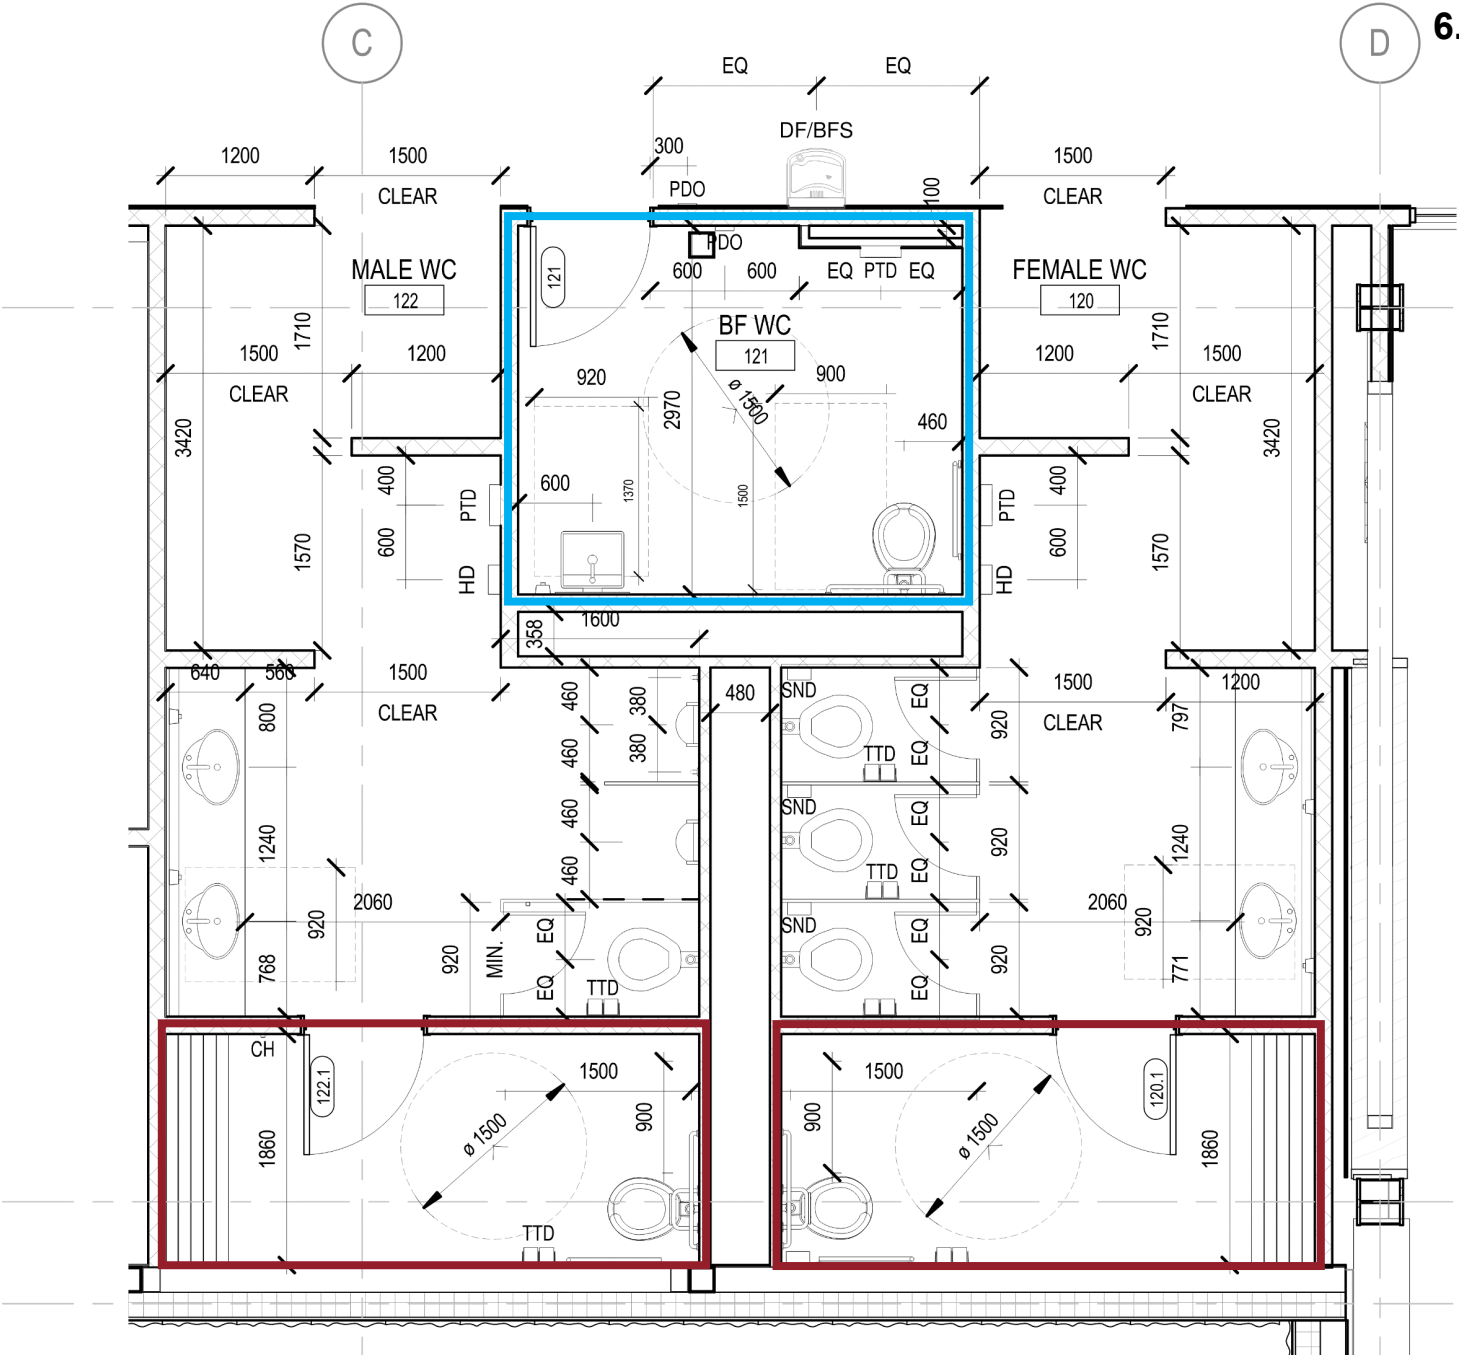 C
D
6.
EQ
EQ
DF/BFS
1200
1500
300
1500
CLEAR
PDO
100
CLEAR
PDO
MALE WC
122
121
600
600
EQ
PTD
EQ
FEMALE WC
120
1710
BF WC
121
1710
1500
1200
920
ø 1500
900
1200
1500
CLEAR
CLEAR
3420
2970
460
3420
400
PTD
600
1370
1500
PTD
400
1570
600
HD
HD
600
1570
358
1600
640
560
1500
CLEAR
460
380
480
SND
EQ
1500
CLEAR
1200
800
797
920
460
380
TTD
EQ
SND
EQ
1240
460
920
1240
460
TTD
EQ
2060
920
920
MIN.
EQ
SND
EQ
2060
920
768
EQ
TTD
EQ
920
771
CH
122.1
1500
900
1500
900
120.1
1860
ø 1500
ø 1500
1860
TTD